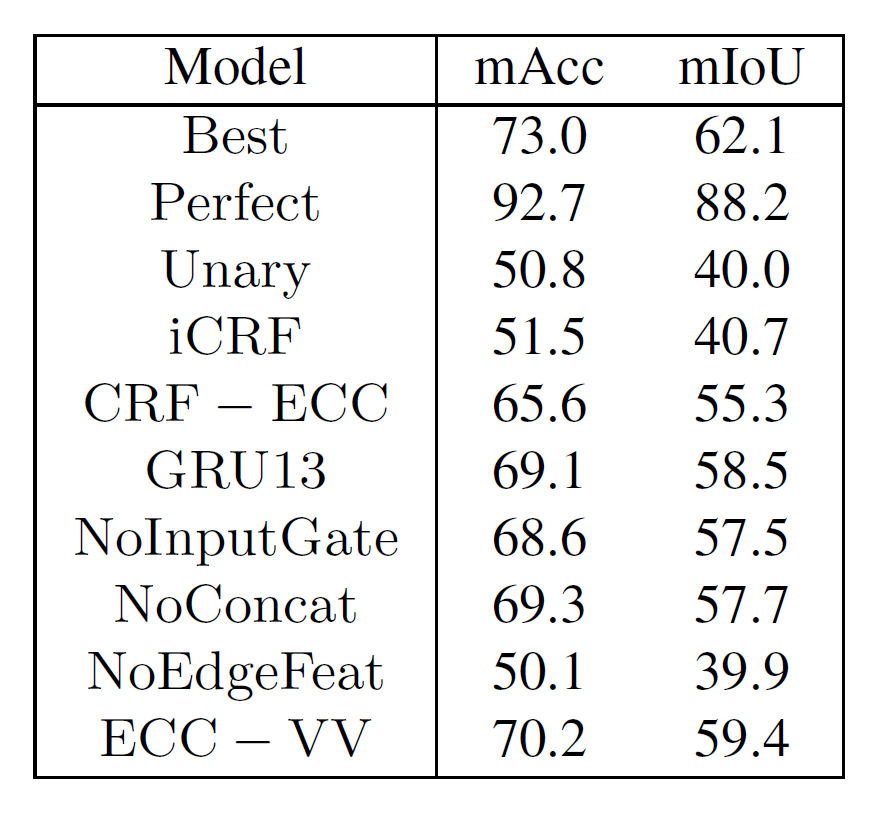 Model mAcc mIoU
Best 73.0 62.1
Perfect 92.7 88.2
Unary 50.8 40.0
iCRF 51.5 40.7
CRF − ECC 65.6 55.3
GRU13 69.1 58.5
NoInputGate 68.6 57.5
NoConcat 69.3 57.7
NoEdgeFeat 50.1 39.9
ECC − VV 70.2 59.4